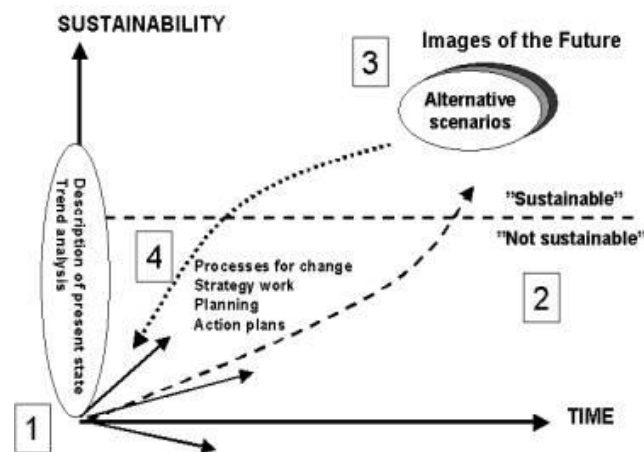 SUSTAINABILITY
3
Images of the Future
Alternative
scenarios
Description of present state
Trend analysis
"Sustainable"
"Not sustainable"
4
Processes for change
Strategy work
Planning
Action plans
2
1
TIME